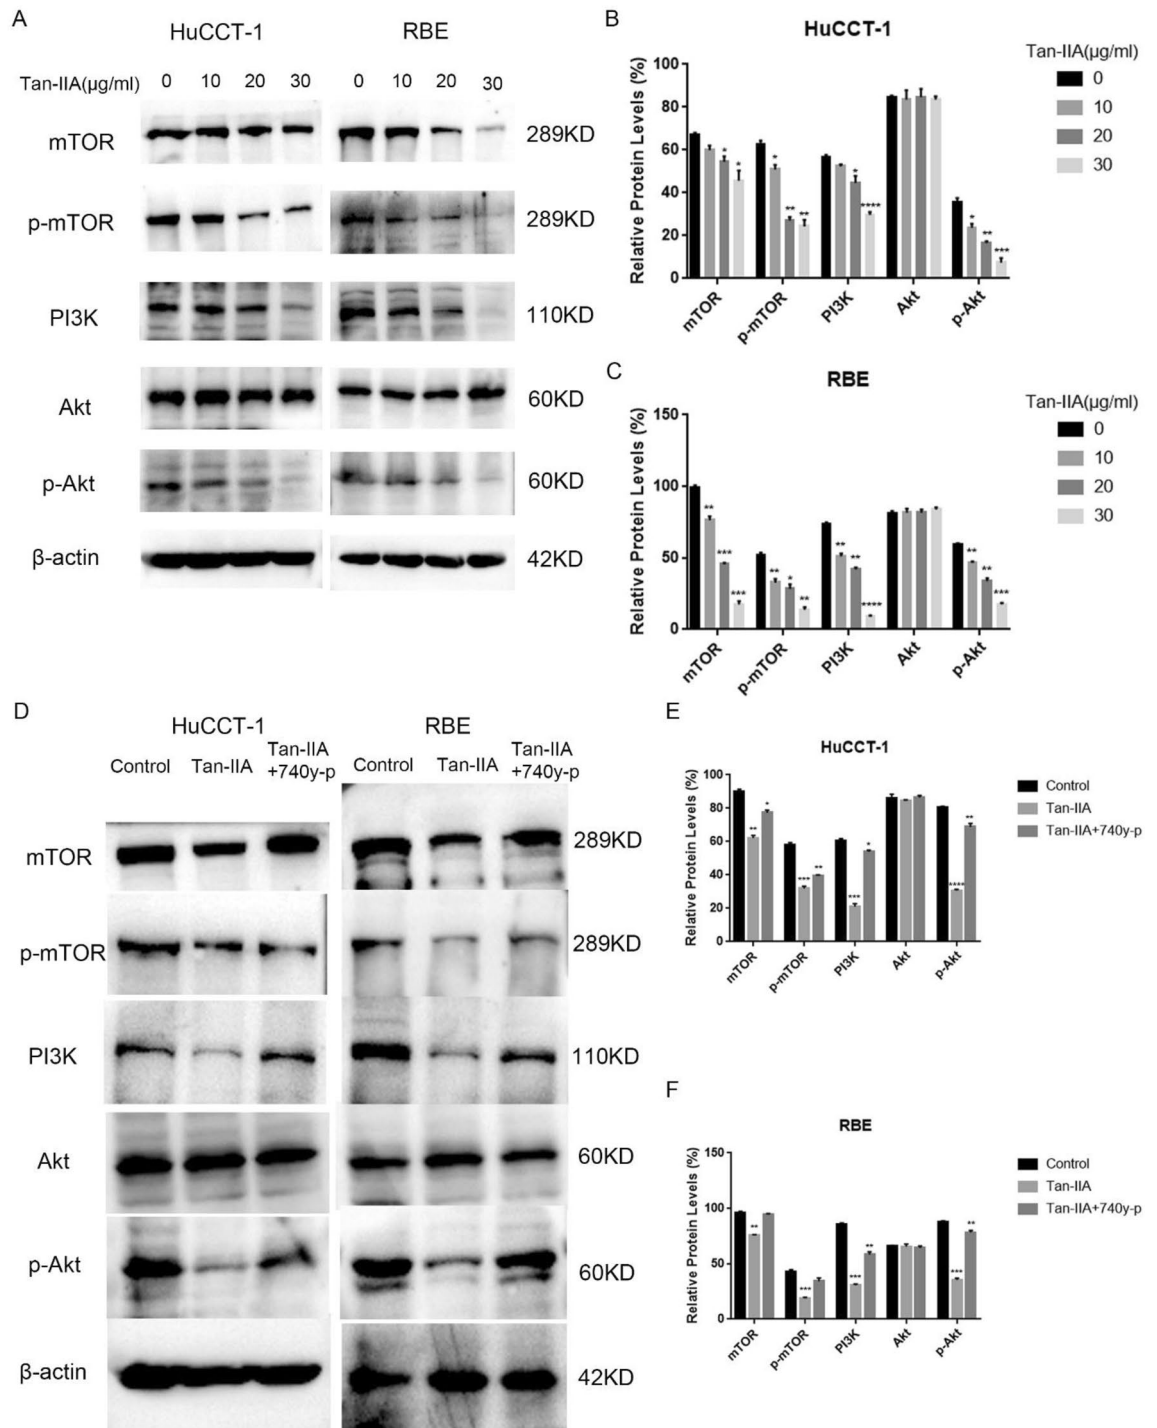 A
HuCCT-1 RBE
Tan-IIA(μg/ml) 0 10 20 30 0 10 20 30
mTOR 289KD
p-mTOR 289KD
PI3K 110KD
Akt 60KD
p-Akt 60KD
β-actin 42KD
B
HuCCT-1
Relative Protein Levels (%)
100
80
60
40
20
0
* * * ** ** * **** * ** ***
mTOR p-mTOR PI3K Akt p-Akt
Tan-IIA(μg/ml)
0
10
20
30
C
RBE
Relative Protein Levels (%)
150
100
50
0
** *** *** ** * ** ** ** **** ** ** ***
mTOR p-mTOR PI3K Akt p-Akt
Tan-IIA(μg/ml)
0
10
20
30
D
HuCCT-1 RBE
Control Tan-IIA Tan-IIA
+740y-p
Control Tan-IIA Tan-IIA
+740y-p
mTOR 289KD
p-mTOR 289KD
PI3K 110KD
Akt 60KD
p-Akt 60KD
β-actin 42KD
E
HuCCT-1
Relative Protein Levels (%)
100
80
60
40
20
0
** * *** ** *** * **** **
mTOR p-mTOR PI3K Akt p-Akt
Control
Tan-IIA
Tan-IIA+740y-p
F
RBE
Relative Protein Levels (%)
150
100
50
0
** *** *** ** *** **
mTOR p-mTOR PI3K Akt p-Akt
Control
Tan-IIA
Tan-IIA+740y-p